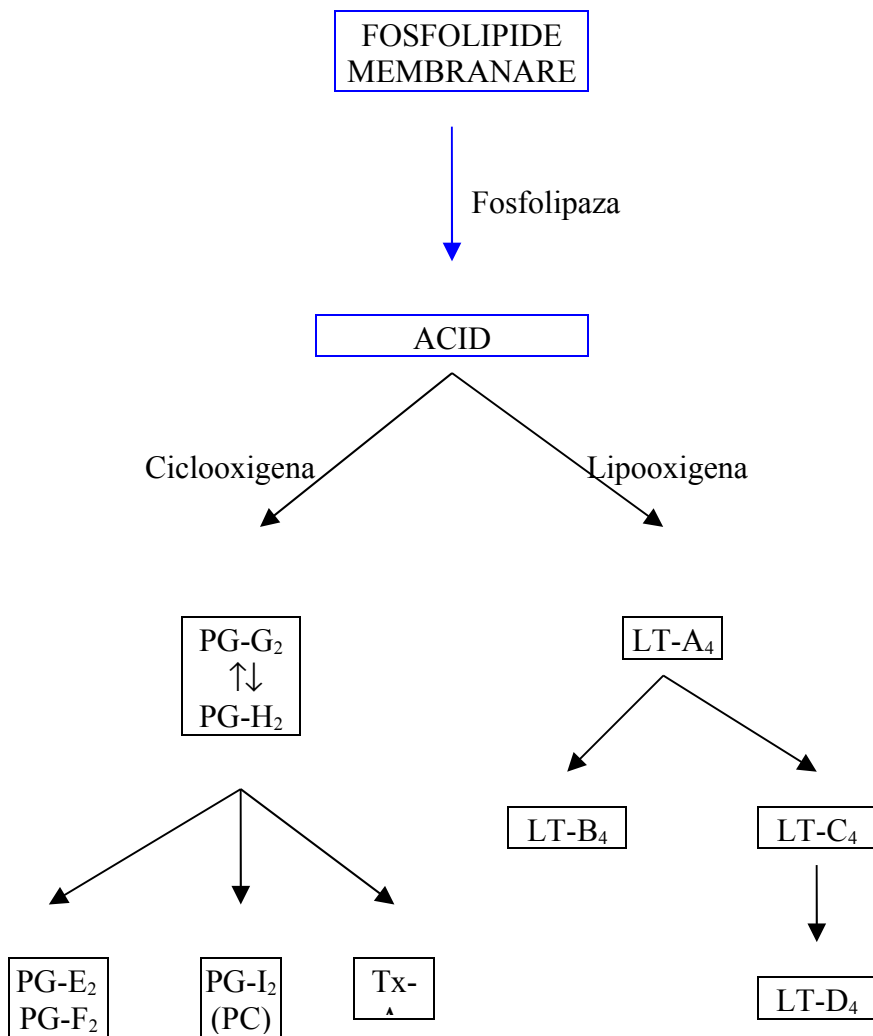 FOSFOLIPIDE
MEMBRANARE
Fosfolipaza
ACID
Ciclooxigena
Lipooxigena
PG-G₂
↑↓
PG-H₂
LT-A₄
LT-B₄
LT-C₄
PG-E₂
PG-F₂
PG-I₂
(PC)
Tx-
LT-D₄